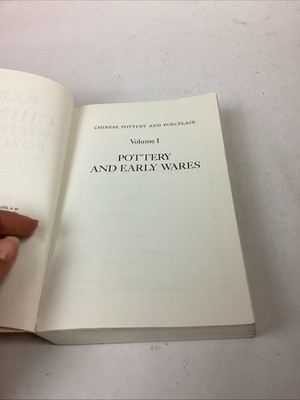 CHINESE POTTERY AND PORCELAIN
Volume I
POTTERY
AND EARLY WARES